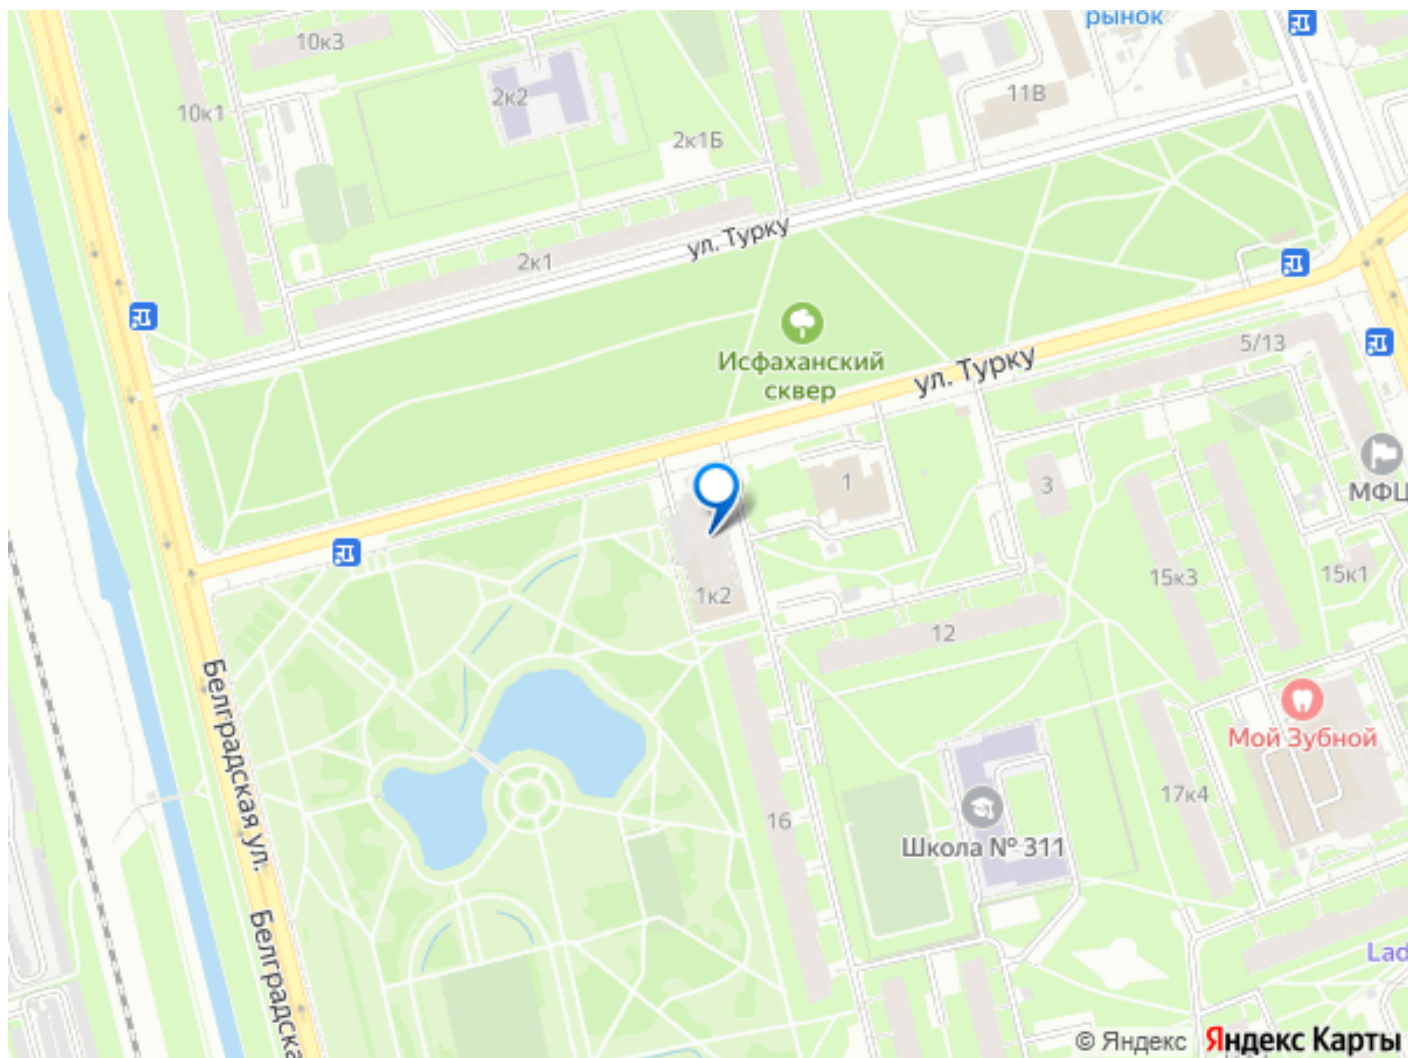 рынок
10к3
2к2
11В
10к1
2к1Б
ул. Турку
2к1
Исфаханский
сквер
5/13
ул. Турку
МФЦ
1
3
1к2
15к3
15к1
12
Белградская ул.
Мой Зубной
17к4
16
Школа № 311
Белградска
Lad
© Яндекс Яндекс Карты